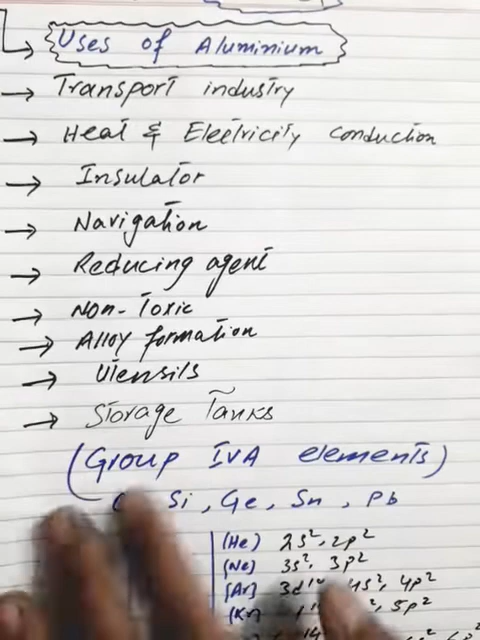 Uses of Aluminium
→ Transport industry
→ Heat & Electricity conduction
→ Insulator
→ Navigation
→ Reducing agent
→ Non-Toxic
→ Alloy formation
→ Utensils
→ Storage Tanks
(Group IVA elements)
Si, Ge, Sn, Pb
(He) 2s², 2p²
(Ne) 3s², 3p²
(Ar) 3d¹⁰ 4s², 4p²
(Kr) 5p²